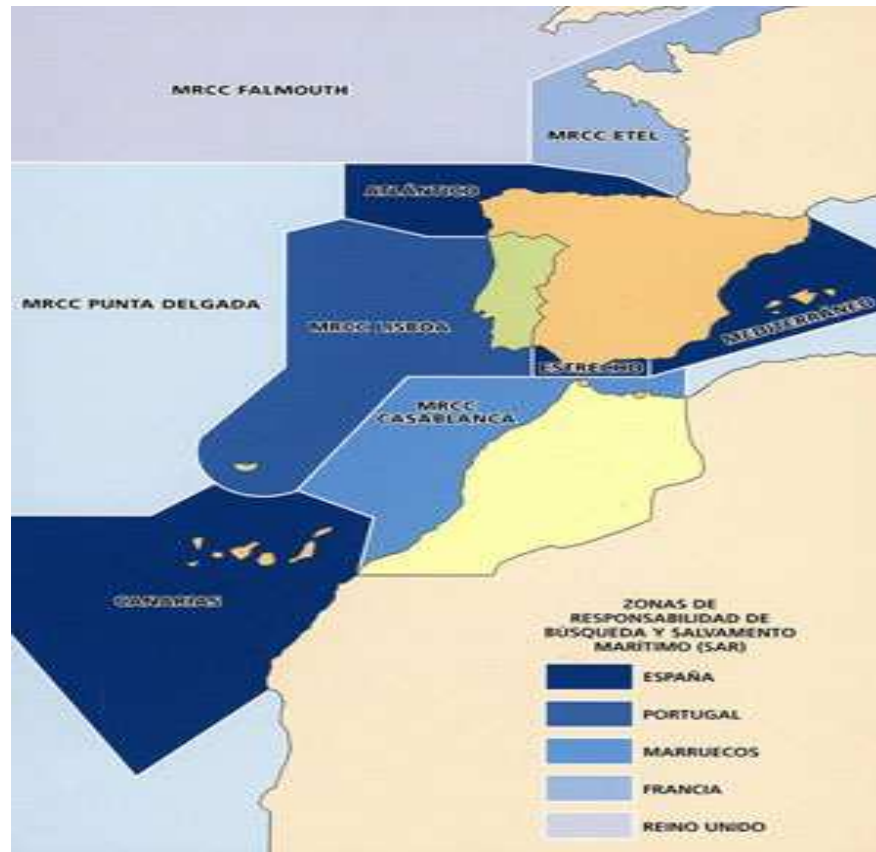 MRCC FALMOUTH
MRCC ETEL
ATLÁNTICO
MRCC PUNTA DELGADA
MRCC LISBOA
MEDITERRÁNEO
ESTRECHO
MRCC
CASABLANCA
CANARIAS
ZONAS DE
RESPONSABILIDAD DE
BÚSQUEDA Y SALVAMENTO
MARÍTIMO (SAR)
ESPAÑA
PORTUGAL
MARRUECOS
FRANCIA
REINO UNIDO